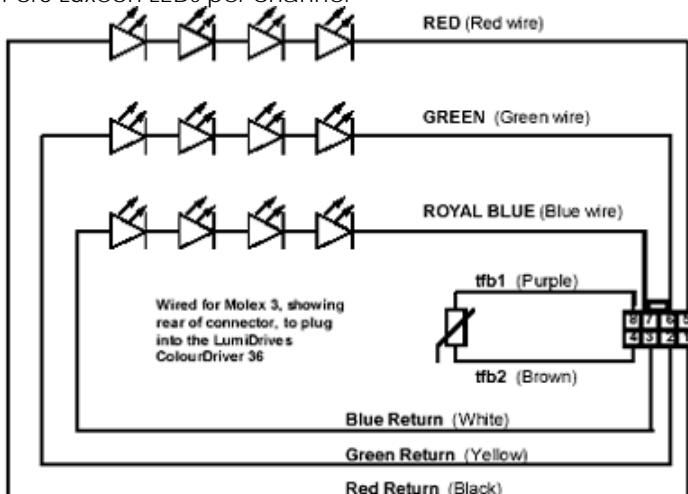 Luxeon LEDs per channel
RED (Red wire)
GREEN (Green wire)
ROYAL BLUE (Blue wire)
tfb1 (Purple)
Wired for Molex 3, showing
rear of connector, to plug
into the LumiDrives
ColourDriver 36
8 7 6 5
4 3 2 1
tfb2 (Brown)
Blue Return (White)
Green Return (Yellow)
Red Return (Black)